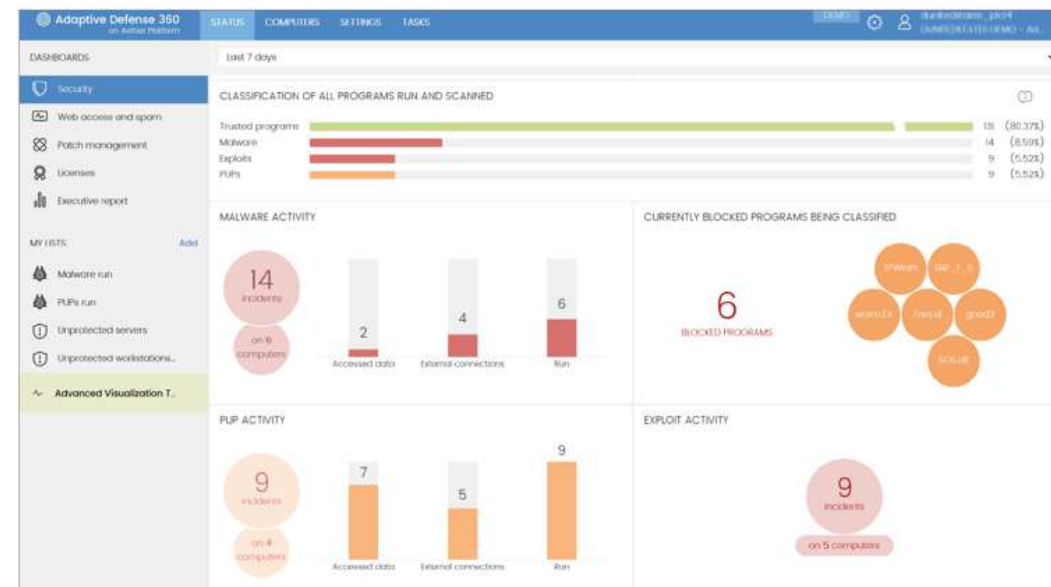 Adaptive Defense 360
on Aether Platform
STATUS COMPUTERS SETTINGS TASKS
DEMO
DASHBOARDS
Last 7 days
Security
Web access and spam
Patch management
Licenses
Executive report
MY LISTS Add
Malware run
PUPs run
Unprotected servers
Unprotected workstations...
Advanced Visualization T...
CLASSIFICATION OF ALL PROGRAMS RUN AND SCANNED
Trusted programs 131 (80.37%)
Malware 14 (8.59%)
Exploits 9 (5.52%)
PUPs 9 (5.52%)
MALWARE ACTIVITY
14
incidents
on 6
computers
2
4
6
Accessed data External connections Run
CURRENTLY BLOCKED PROGRAMS BEING CLASSIFIED
6
BLOCKED PROGRAMS
good2
PUP ACTIVITY
9
incidents
on 4
computers
7
5
9
Accessed data External connections Run
EXPLOIT ACTIVITY
9
incidents
on 5 computers